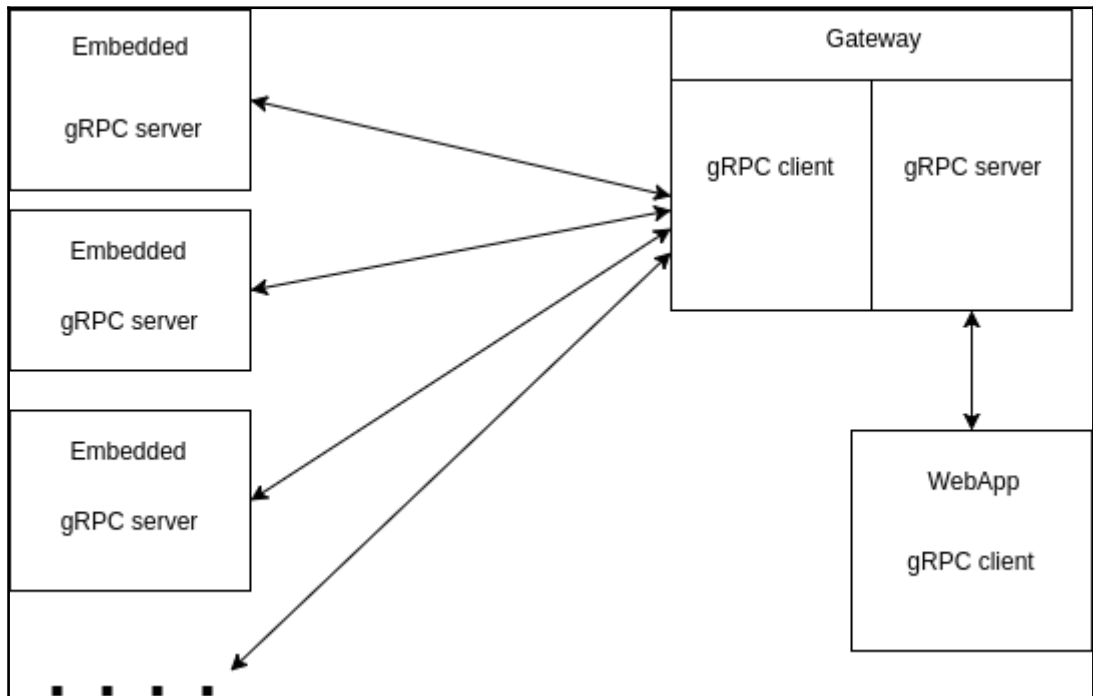 Embedded
gRPC server
Embedded
gRPC server
Embedded
gRPC server
. . . .
Gateway
gRPC client
gRPC server
WebApp
gRPC client